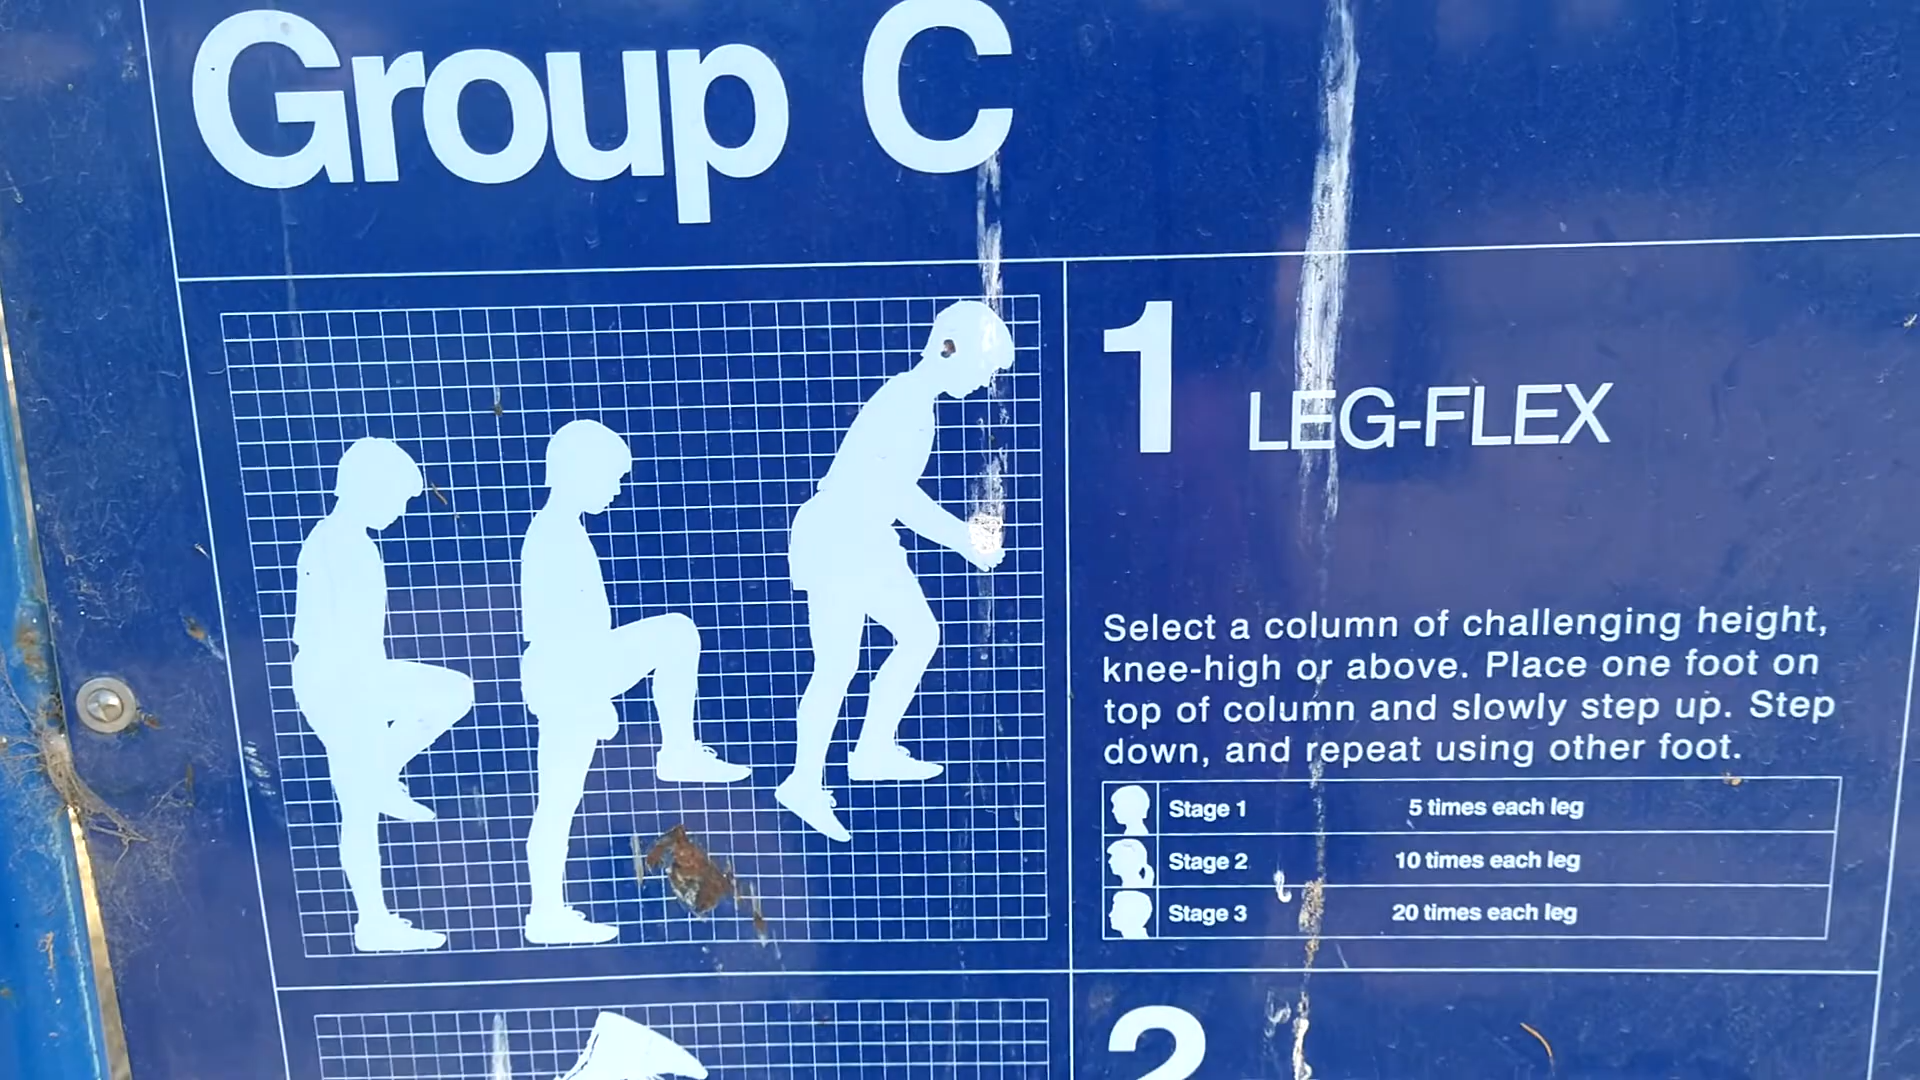 Group C
1 LEG-FLEX
Select a column of challenging height,
knee-high or above. Place one foot on
top of column and slowly step up. Step
down, and repeat using other foot.
Stage 1 5 times each leg
Stage 2 10 times each leg
Stage 3 20 times each leg
2